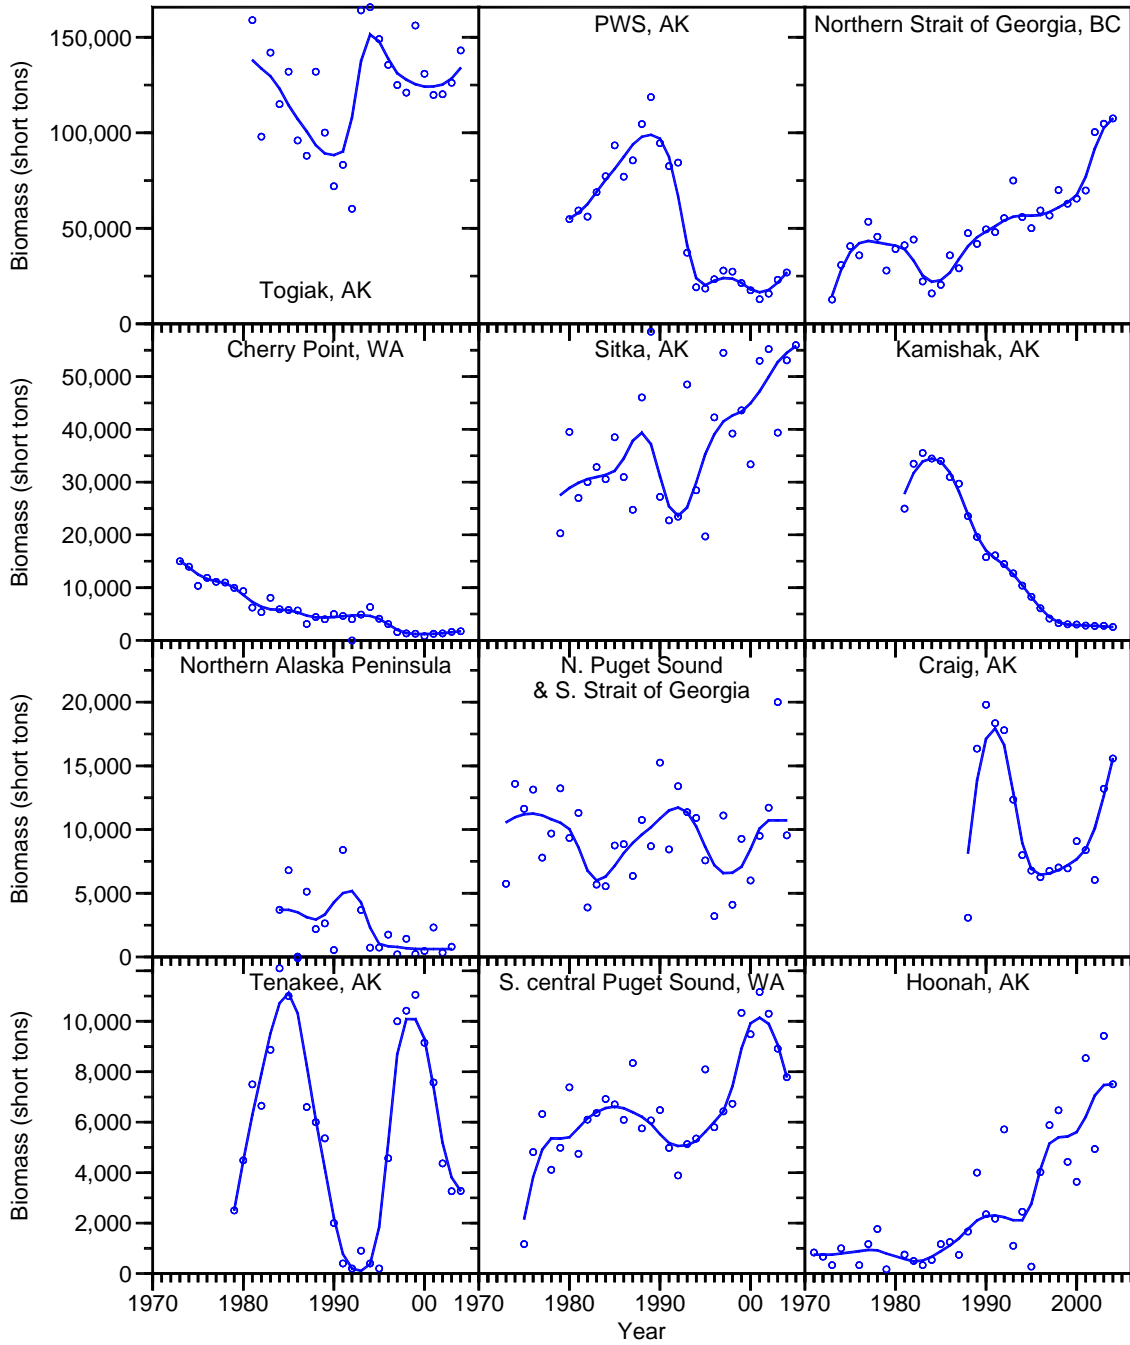 150,000
100,000
50,000
0
Biomass (short tons)
Togiak, AK
PWS, AK
Northern Strait of Georgia, BC
50,000
40,000
30,000
20,000
10,000
0
Biomass (short tons)
Cherry Point, WA
Sitka, AK
Kamishak, AK
20,000
15,000
10,000
5,000
0
Biomass (short tons)
Northern Alaska Peninsula
N. Puget Sound
& S. Strait of Georgia
Craig, AK
10,000
8,000
6,000
4,000
2,000
0
Biomass (short tons)
Tenakee, AK
S. central Puget Sound, WA
Hoonah, AK
1970 1980 1990 00 1970 1980 1990 00 1970 1980 1990 2000
Year